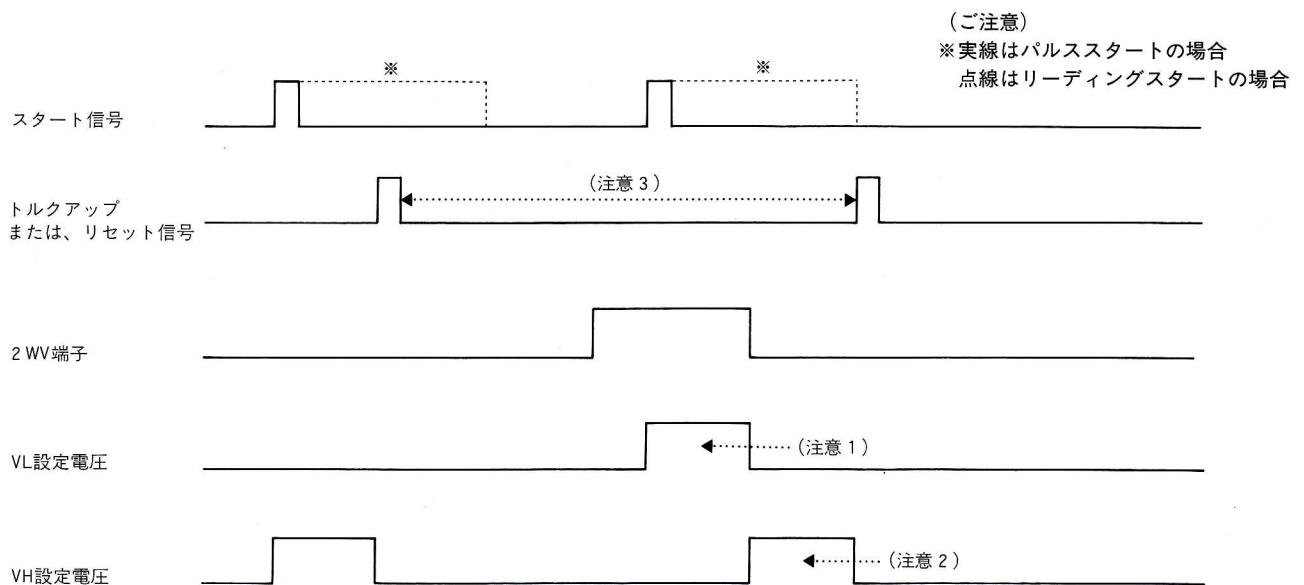 (ご注意)
※実線はパルススタートの場合
点線はリーディングスタートの場合
※
※
スタート信号
(注意3)
トルクアップ
または、リセット信号
2WV端子
VL設定電圧
(注意1)
VH設定電圧
(注意2)